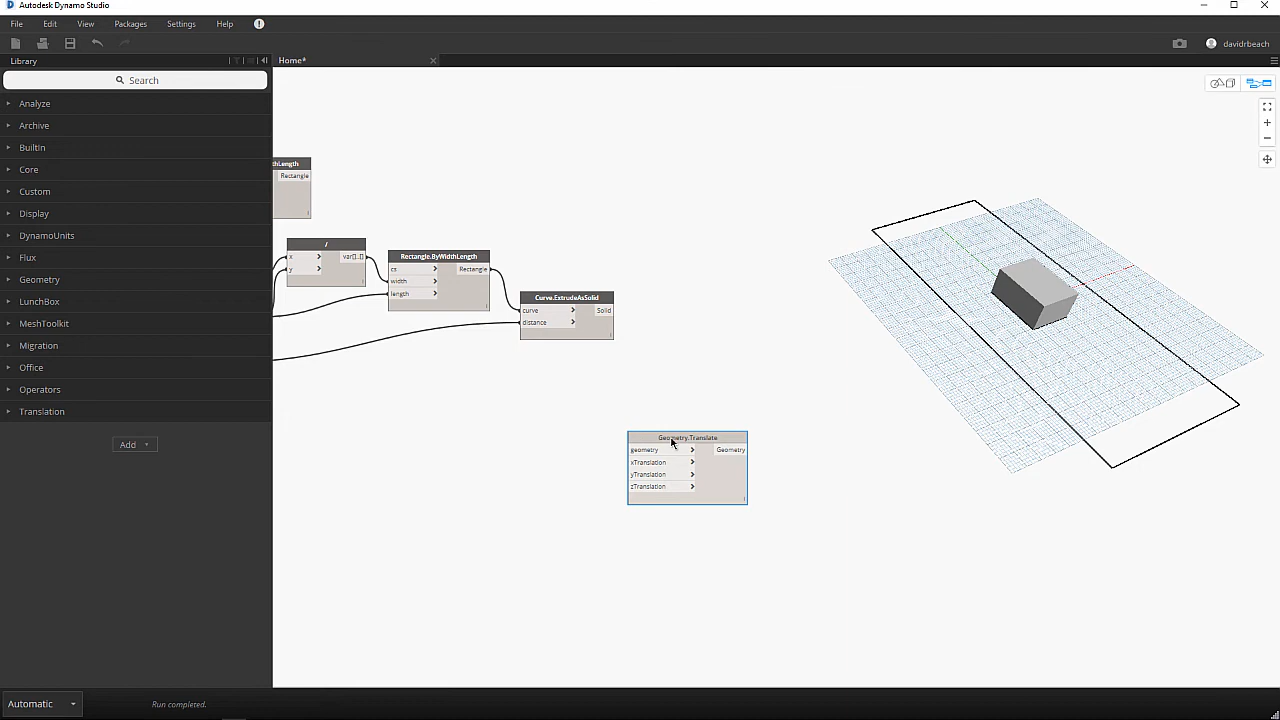 Autodesk Dynamo Studio
File Edit View Packages Settings Help
davidrbeach
Library
Home*
Search
Analyze
Archive
BuiltIn
Core
Custom
Display
DynamoUnits
Flux
Geometry
LunchBox
MeshToolkit
Migration
Office
Operators
Translation
Add
hLength
Rectangle
/
x > var[]..[]
y >
Rectangle.ByWidthLength
cs > Rectangle
width >
length >
Curve.ExtrudeAsSolid
curve > Solid
distance >
Geometry.Translate
geometry > Geometry
xTranslation >
yTranslation >
zTranslation >
Automatic
Run completed.